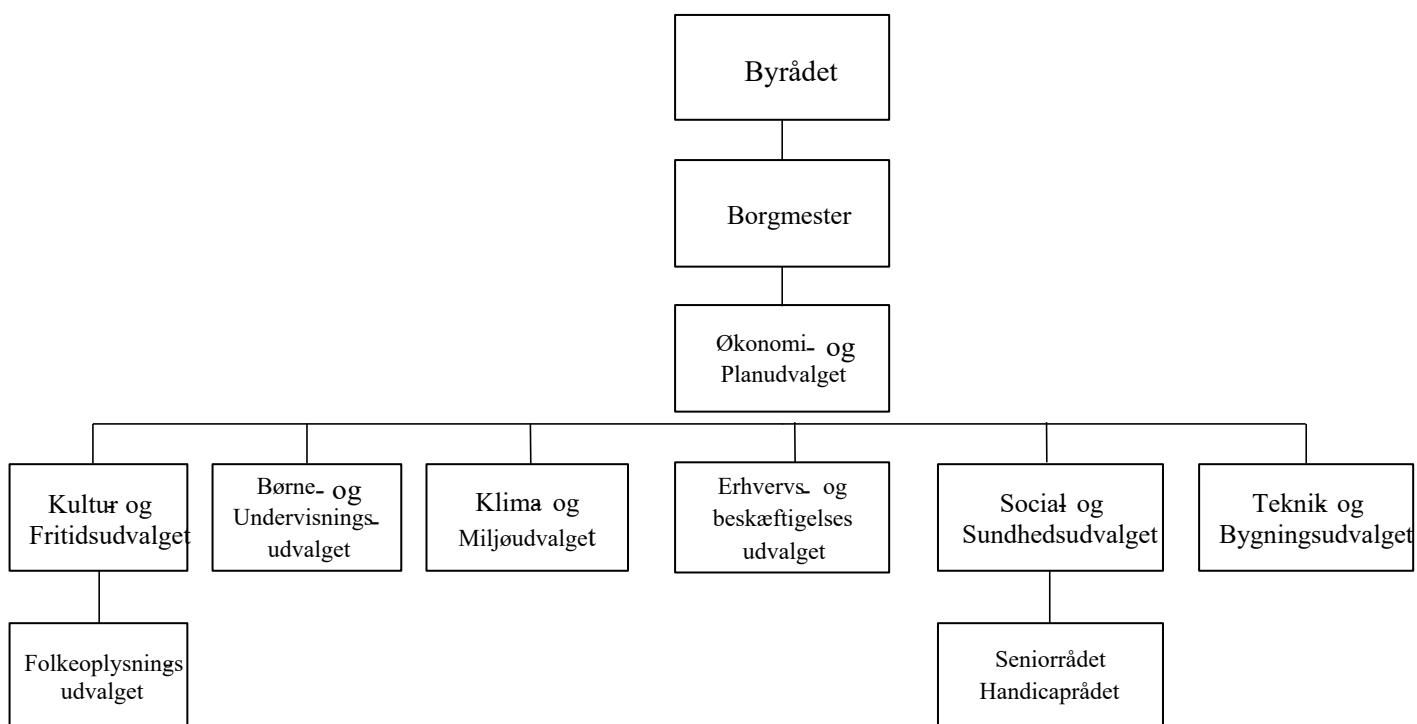 Byrådet
Borgmester
Økonomi- og
Planudvalget
Kultur og
Fritidsudvalget
Børne- og
Undervisnings-
udvalget
Klima og
Miljøudvalget
Erhvervs- og
beskæftigelses
udvalget
Social- og
Sundhedsudvalget
Teknik og
Bygningsudvalget
Folkeoplysnings
udvalget
Seniorrådet
Handicaprådet